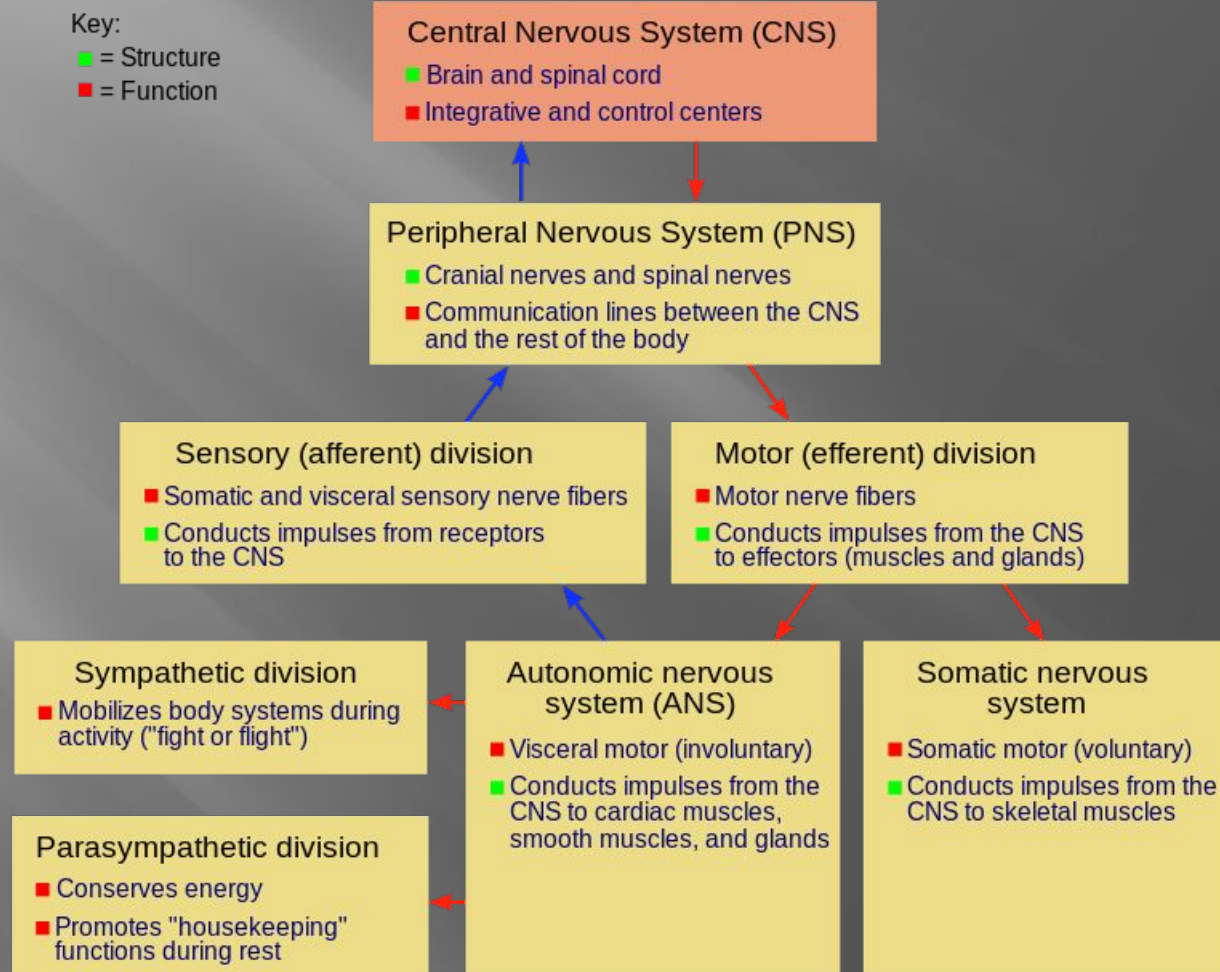 Key:
= Structure
= Function
Central Nervous System (CNS)
Brain and spinal cord
Integrative and control centers
Peripheral Nervous System (PNS)
Cranial nerves and spinal nerves
Communication lines between the CNS
and the rest of the body
Sensory (afferent) division
Somatic and visceral sensory nerve fibers
Conducts impulses from receptors
to the CNS
Motor (efferent) division
Motor nerve fibers
Conducts impulses from the CNS
to effectors (muscles and glands)
Sympathetic division
Mobilizes body systems during
activity ("fight or flight")
Autonomic nervous
system (ANS)
Visceral motor (involuntary)
Conducts impulses from the
CNS to cardiac muscles,
smooth muscles, and glands
Somatic nervous
system
Somatic motor (voluntary)
Conducts impulses from the
CNS to skeletal muscles
Parasympathetic division
Conserves energy
Promotes "housekeeping"
functions during rest